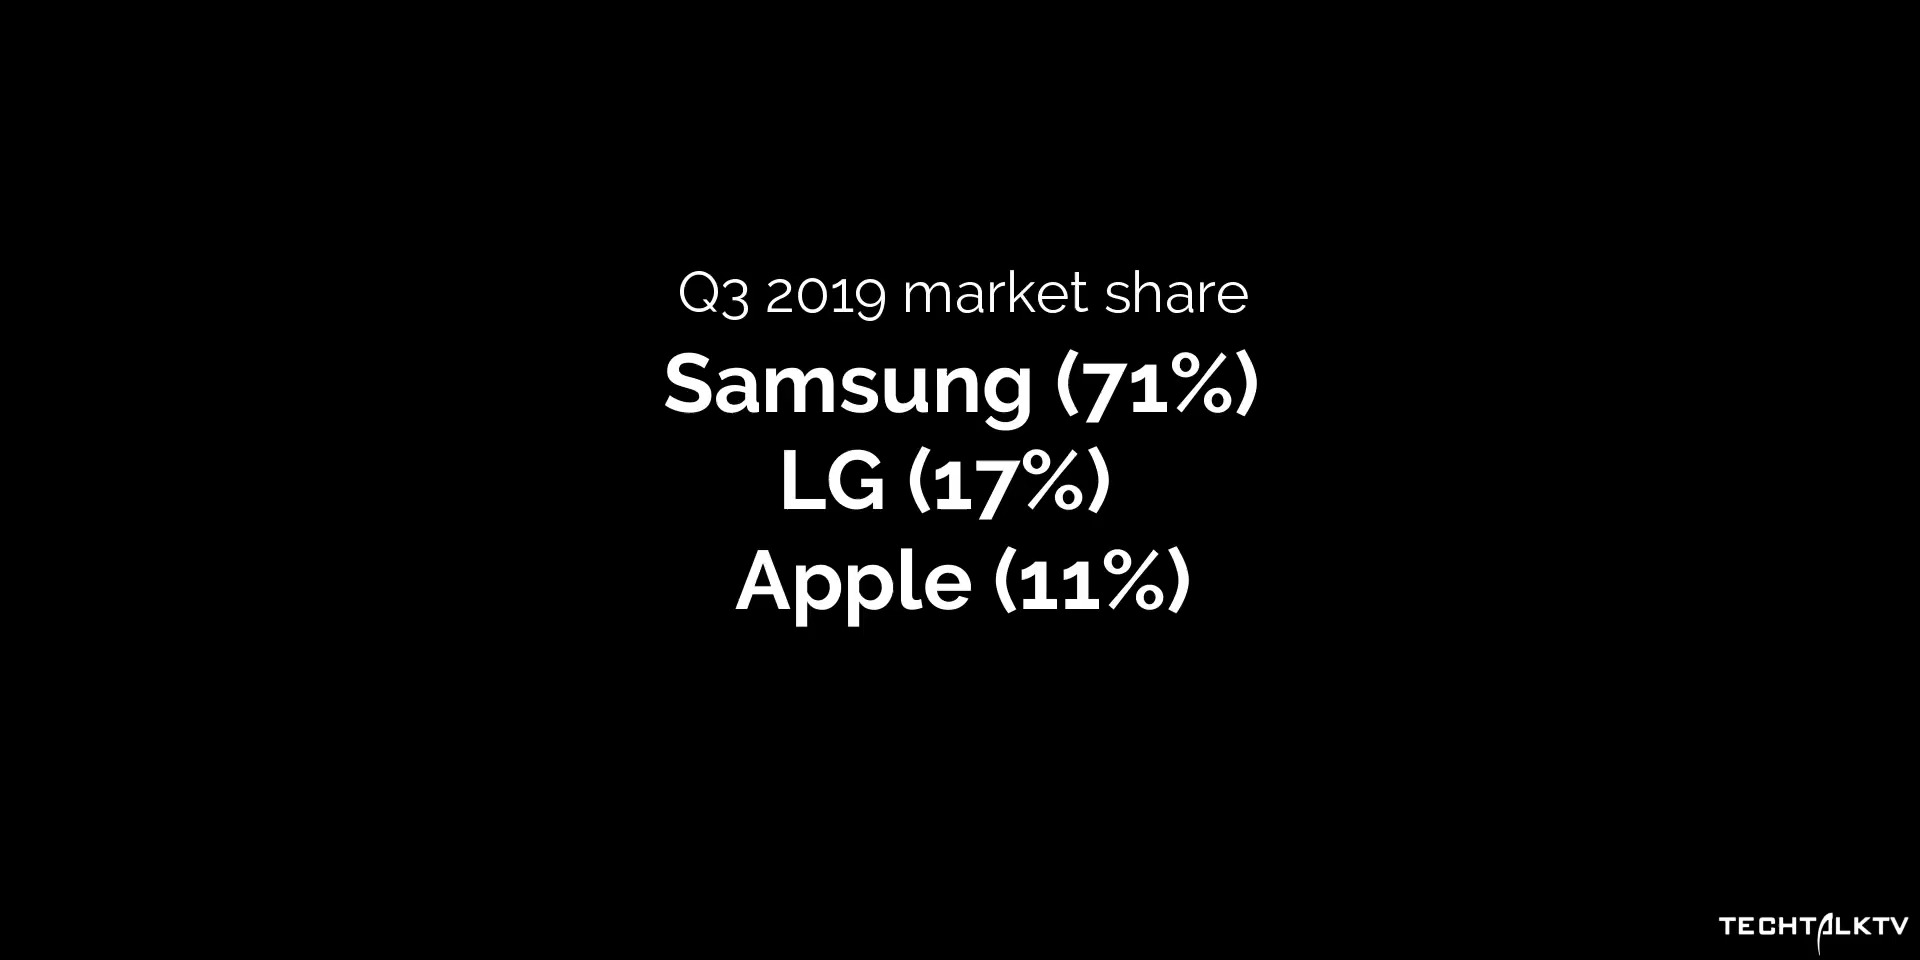 Q3 2019 market share
Samsung (71%)
LG (17%)
Apple (11%)
TECHTALKTV